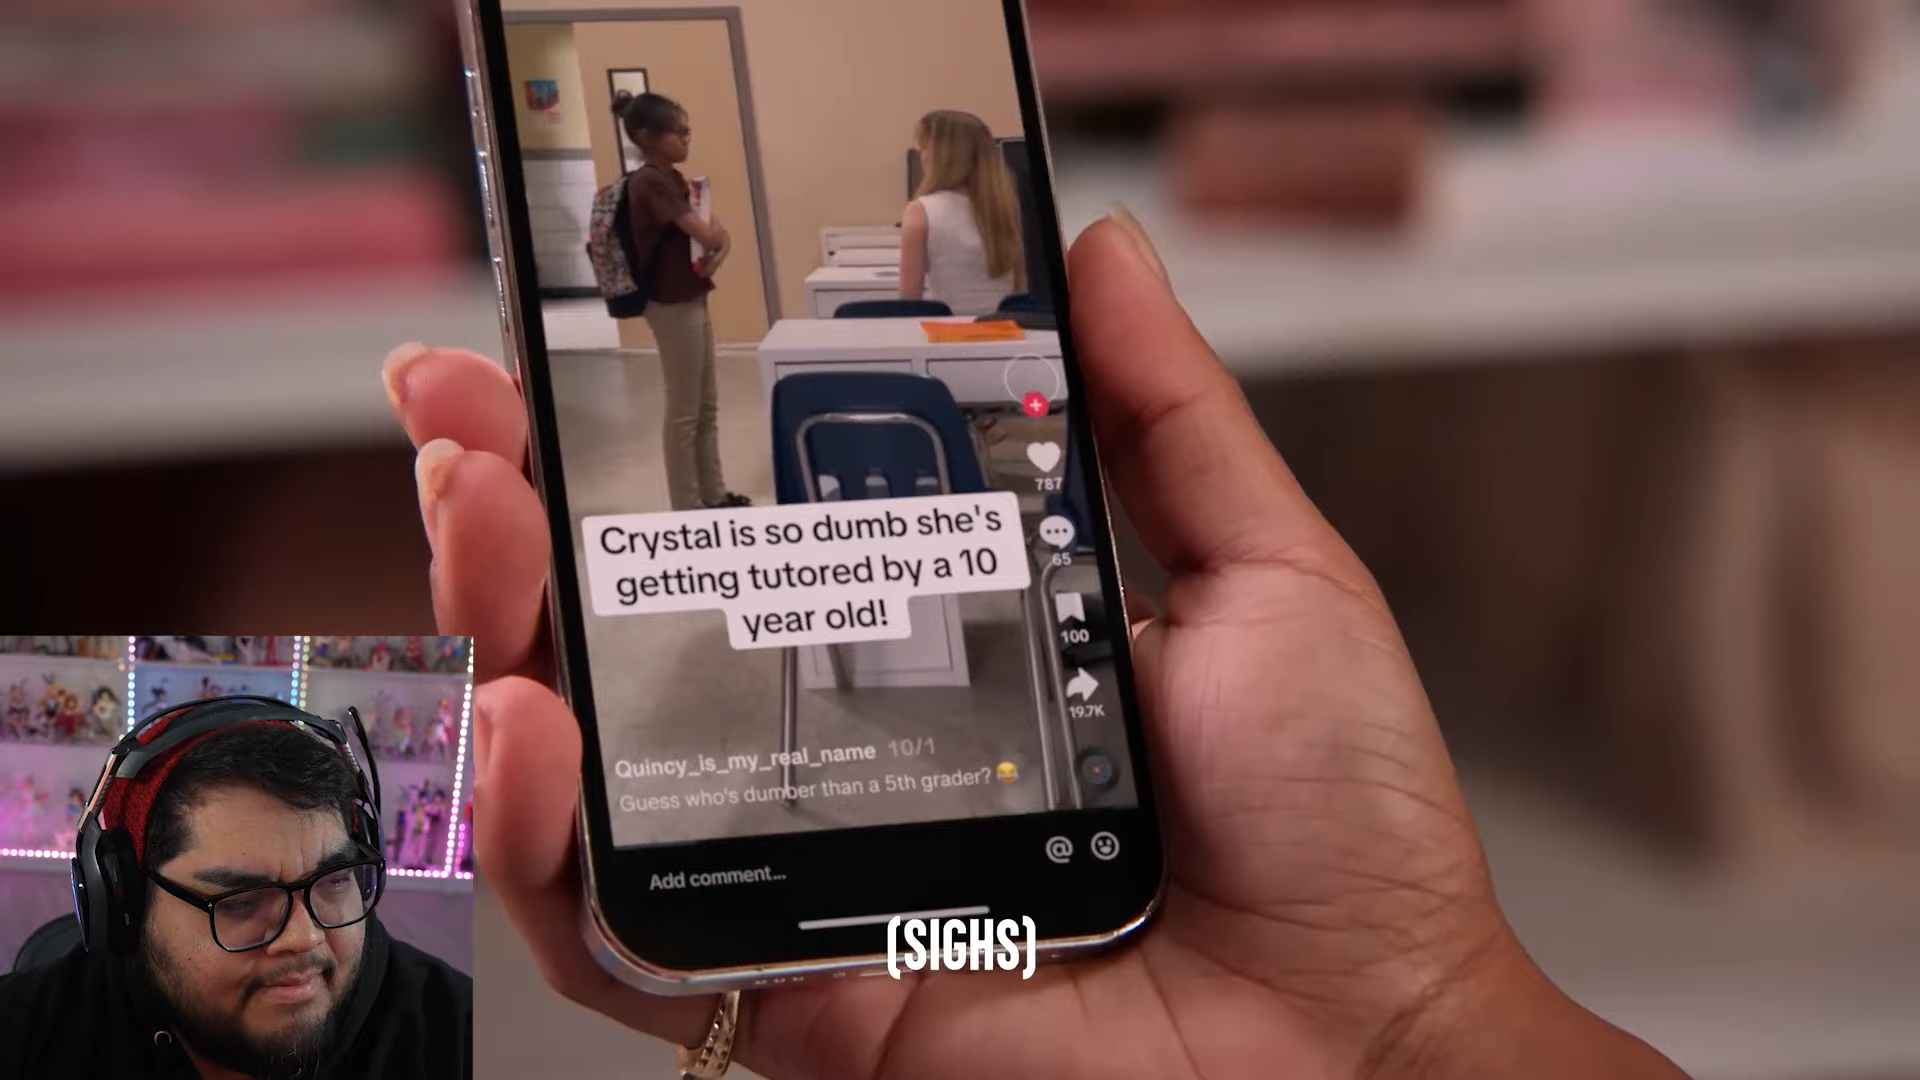 787
Crystal is so dumb she's
getting tutored by a 10
year old!
65
100
19.7K
Quincy_is_my_real_name 10/1
Guess who's dumber than a 5th grader? 😂
Add comment...
@
(SIGHS)